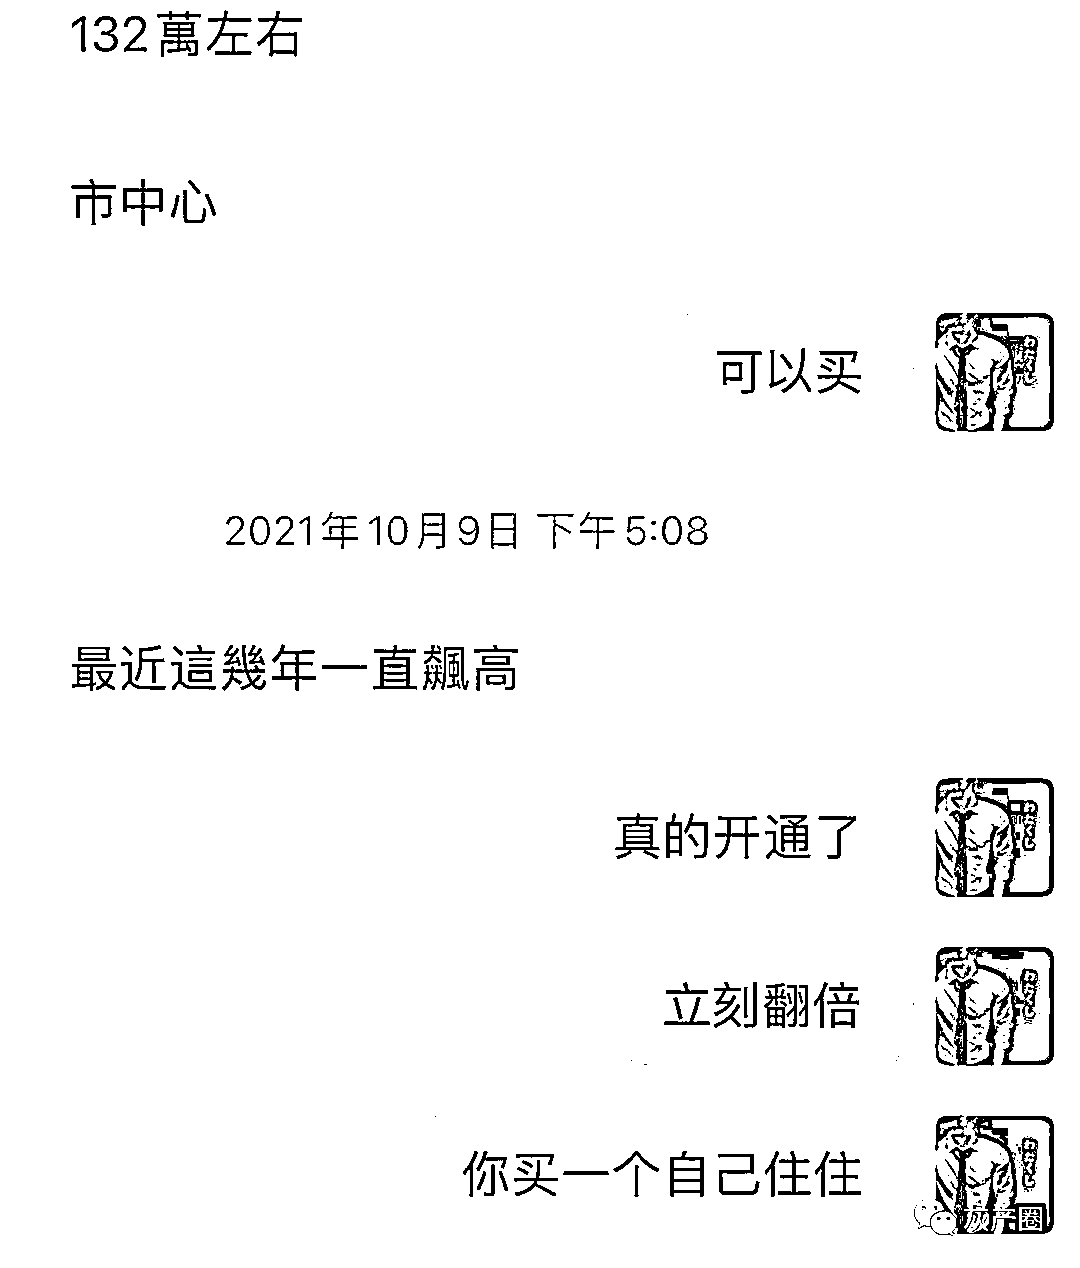 132萬左右
市中心
可以买
2021年10月9日 下午5:08
最近這幾年一直飆高
真的开通了
立刻翻倍
你买一个自己住住
灰产圈